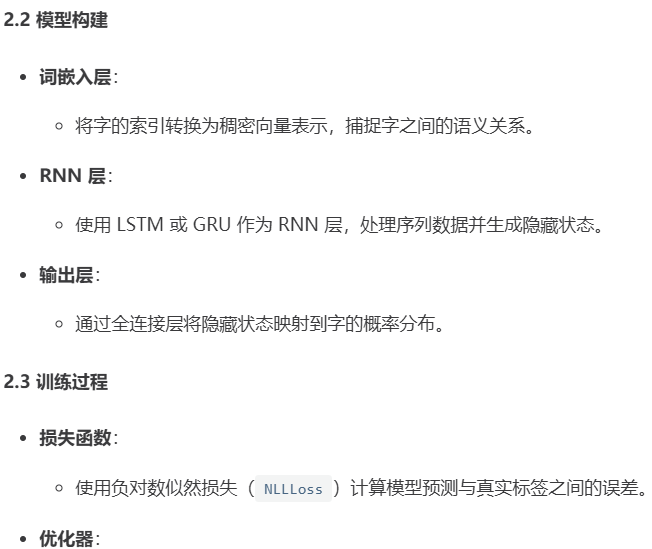 2.2 模型构建
• 词嵌入层：
◦ 将字的索引转换为稠密向量表示，捕捉字之间的语义关系。
• RNN 层：
◦ 使用 LSTM 或 GRU 作为 RNN 层，处理序列数据并生成隐藏状态。
• 输出层：
◦ 通过全连接层将隐藏状态映射到字的概率分布。
2.3 训练过程
• 损失函数：
◦ 使用负对数似然损失（ NLLLoss ）计算模型预测与真实标签之间的误差。
• 优化器：